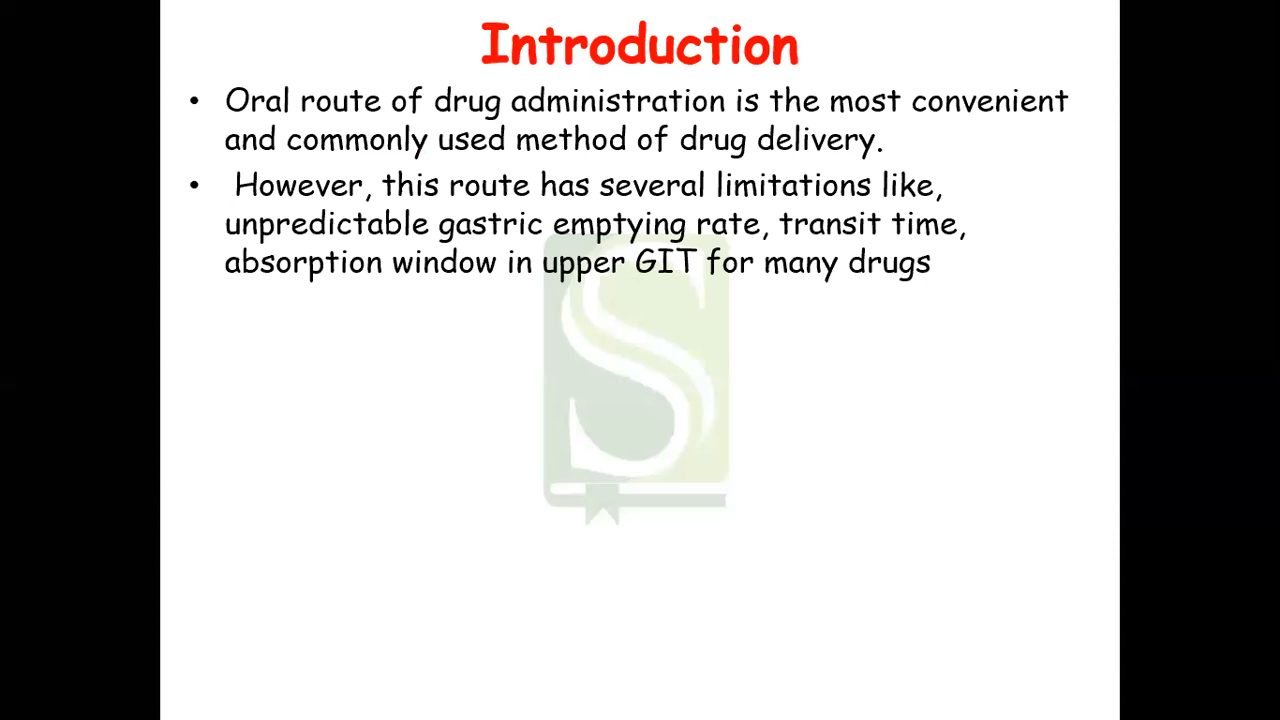 Introduction
• Oral route of drug administration is the most convenient
and commonly used method of drug delivery.
• However, this route has several limitations like,
unpredictable gastric emptying rate, transit time,
absorption window in upper GIT for many drugs
S